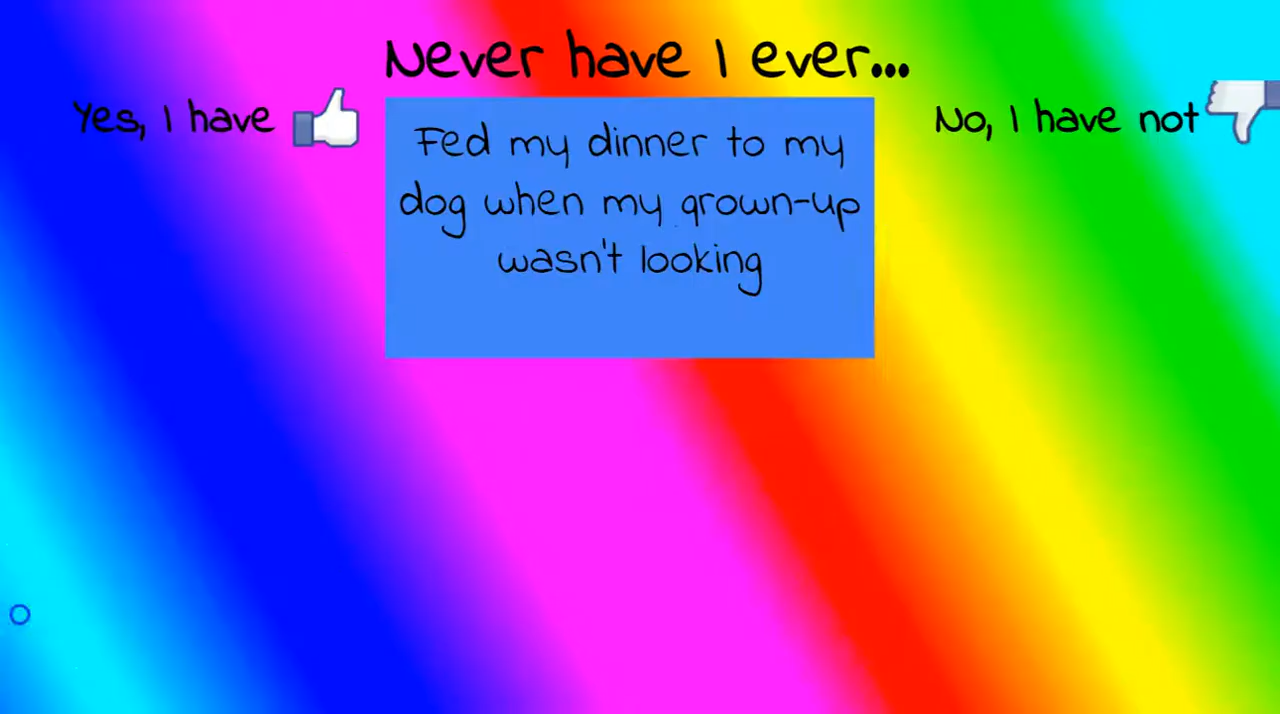 Never have I ever...
Yes, I have
No, I have not
Fed my dinner to my
dog when my grown-up
wasn't looking